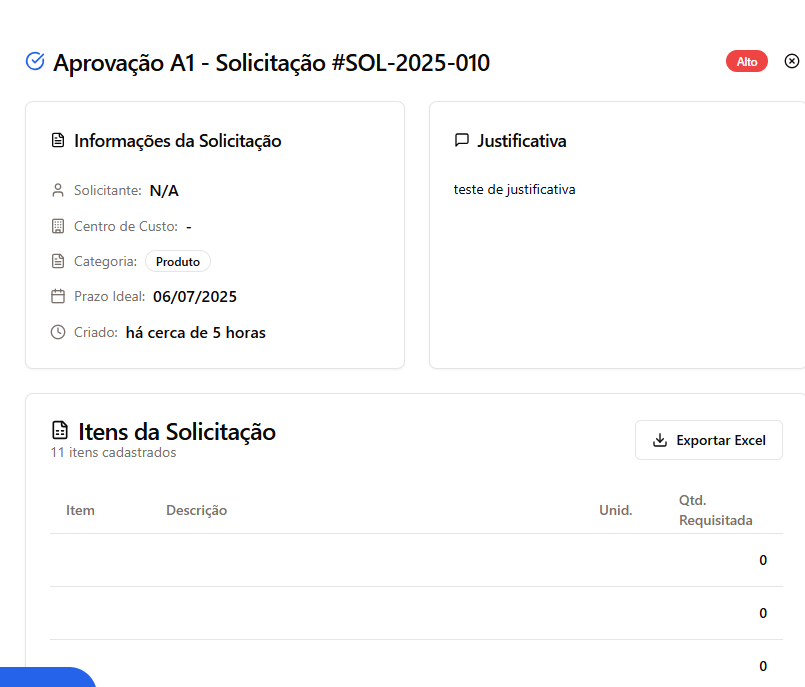 Aprovação A1 - Solicitação #SOL-2025-010
Alto
Informações da Solicitação
Solicitante: N/A
Centro de Custo: -
Categoria: Produto
Prazo Ideal: 06/07/2025
Criado: há cerca de 5 horas
Justificativa
teste de justificativa
Itens da Solicitação
11 itens cadastrados
Exportar Excel
Item Descrição Unid. Qtd.
Requisitada
0
0
0